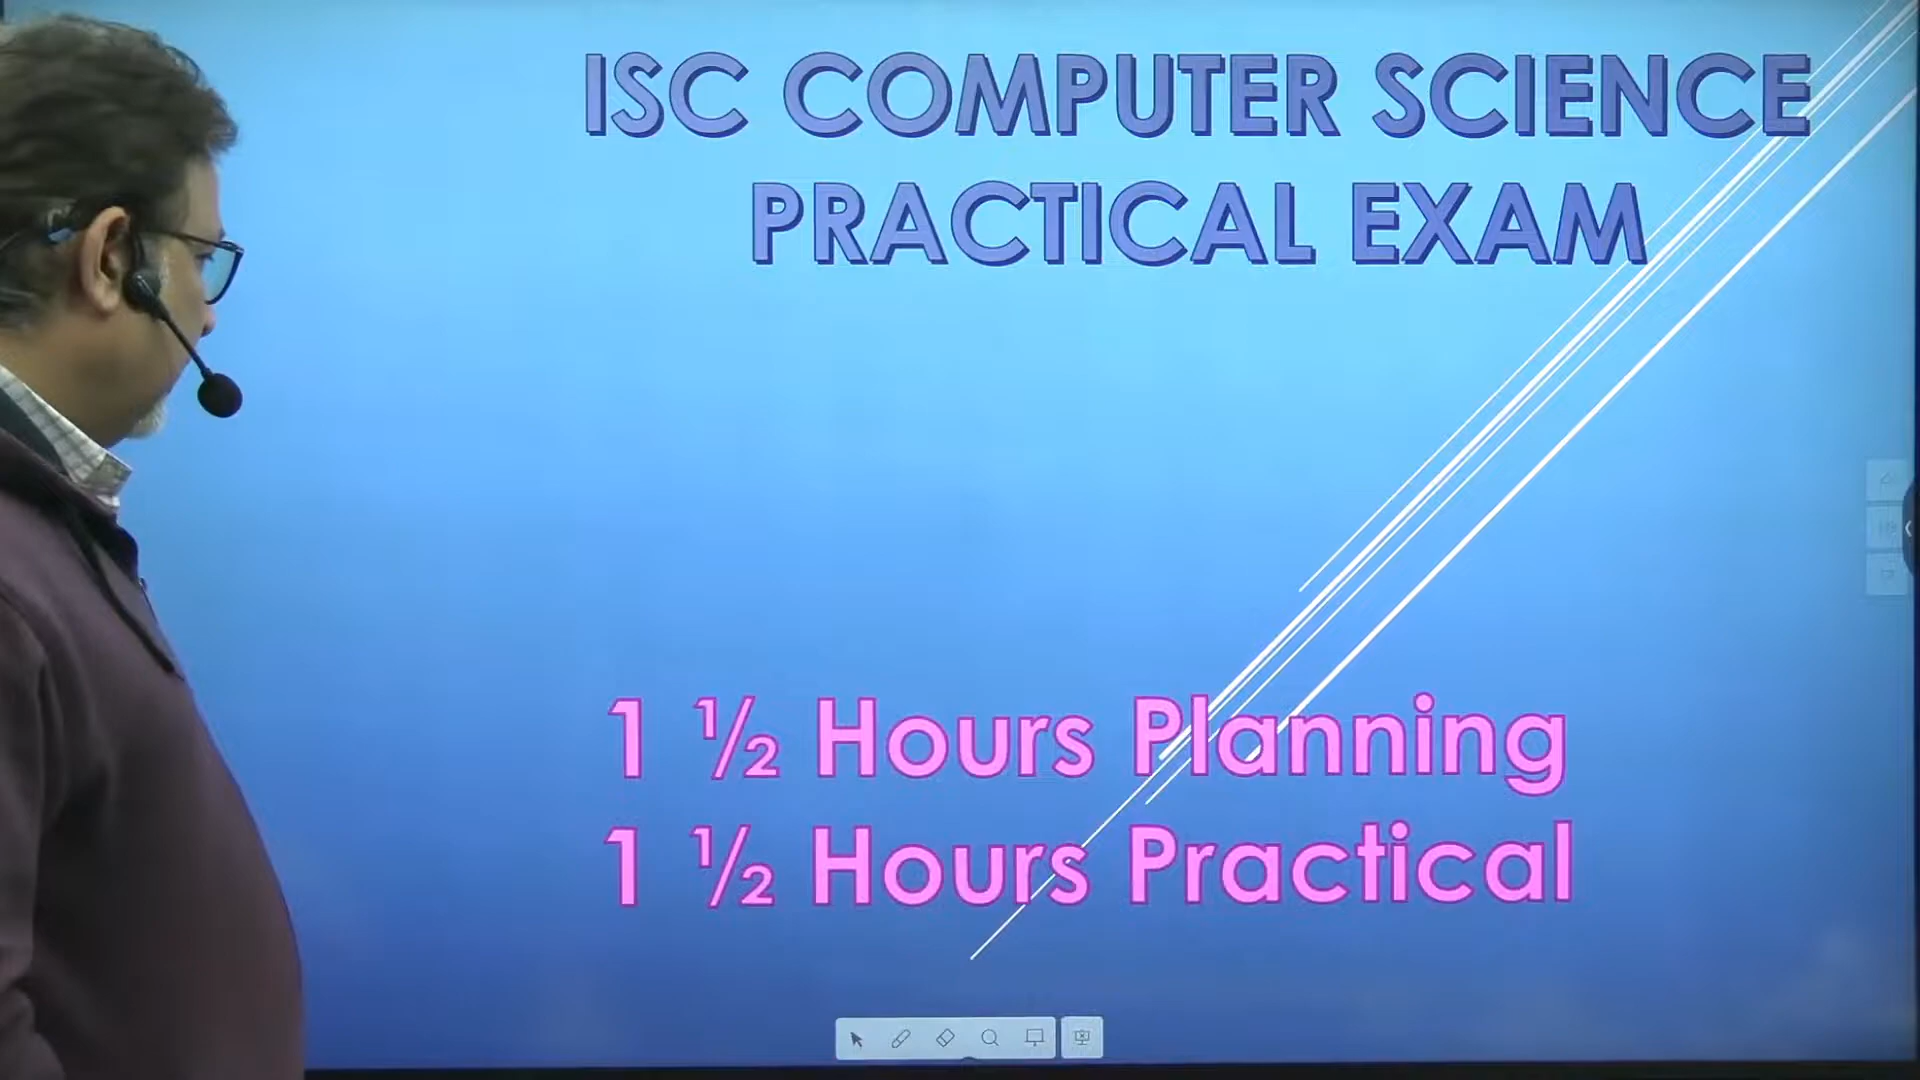 ISC COMPUTER SCIENCE
PRACTICAL EXAM
1 ½ Hours Planning
1 ½ Hours Practical